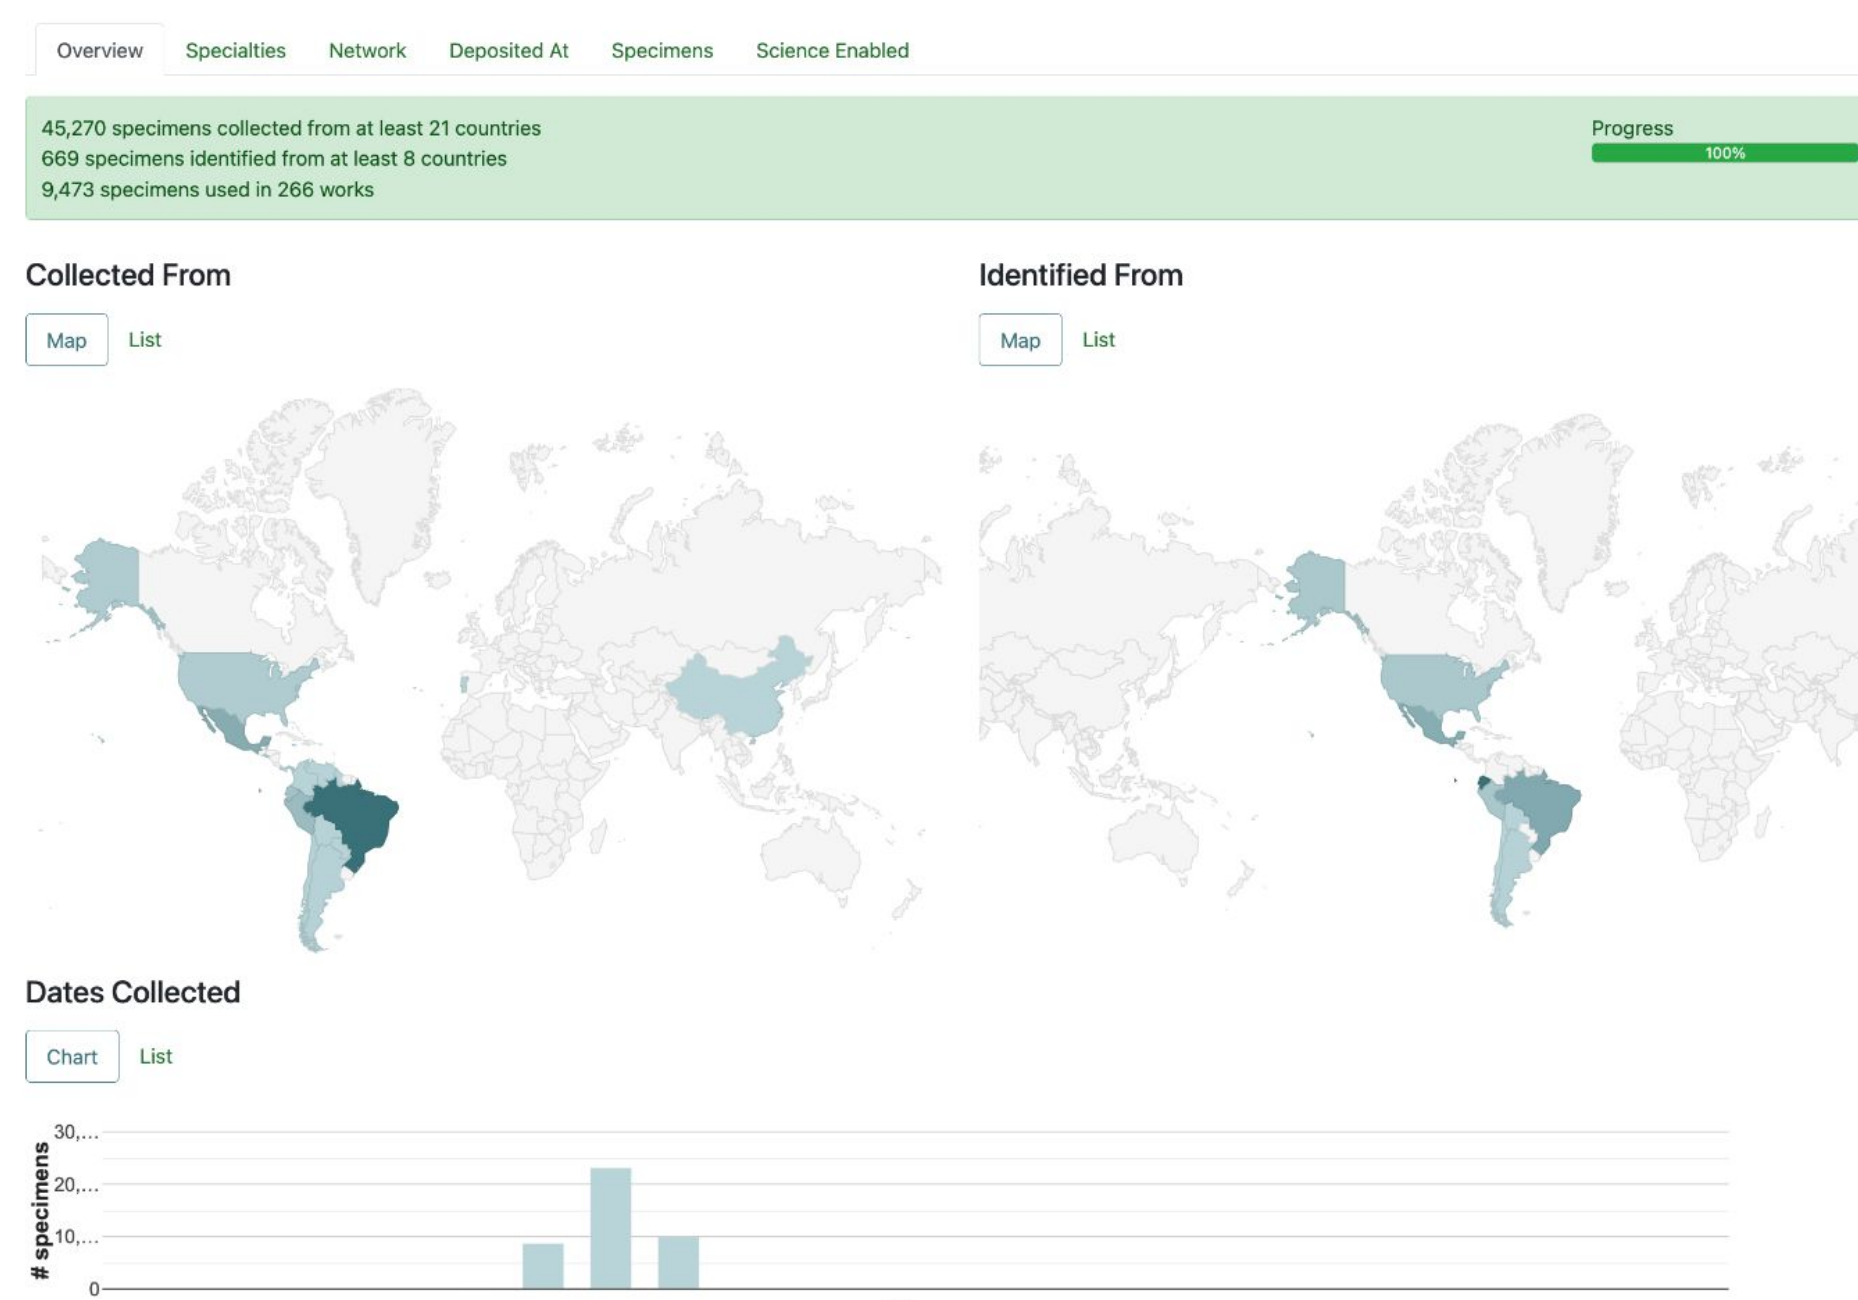 Overview Specialties Network Deposited At Specimens Science Enabled
45,270 specimens collected from at least 21 countries
669 specimens identified from at least 8 countries
9,473 specimens used in 266 works
Progress
100%
Collected From
Map List
Identified From
Map List
Dates Collected
Chart List
# specimens
30,...
20,...
10,...
0